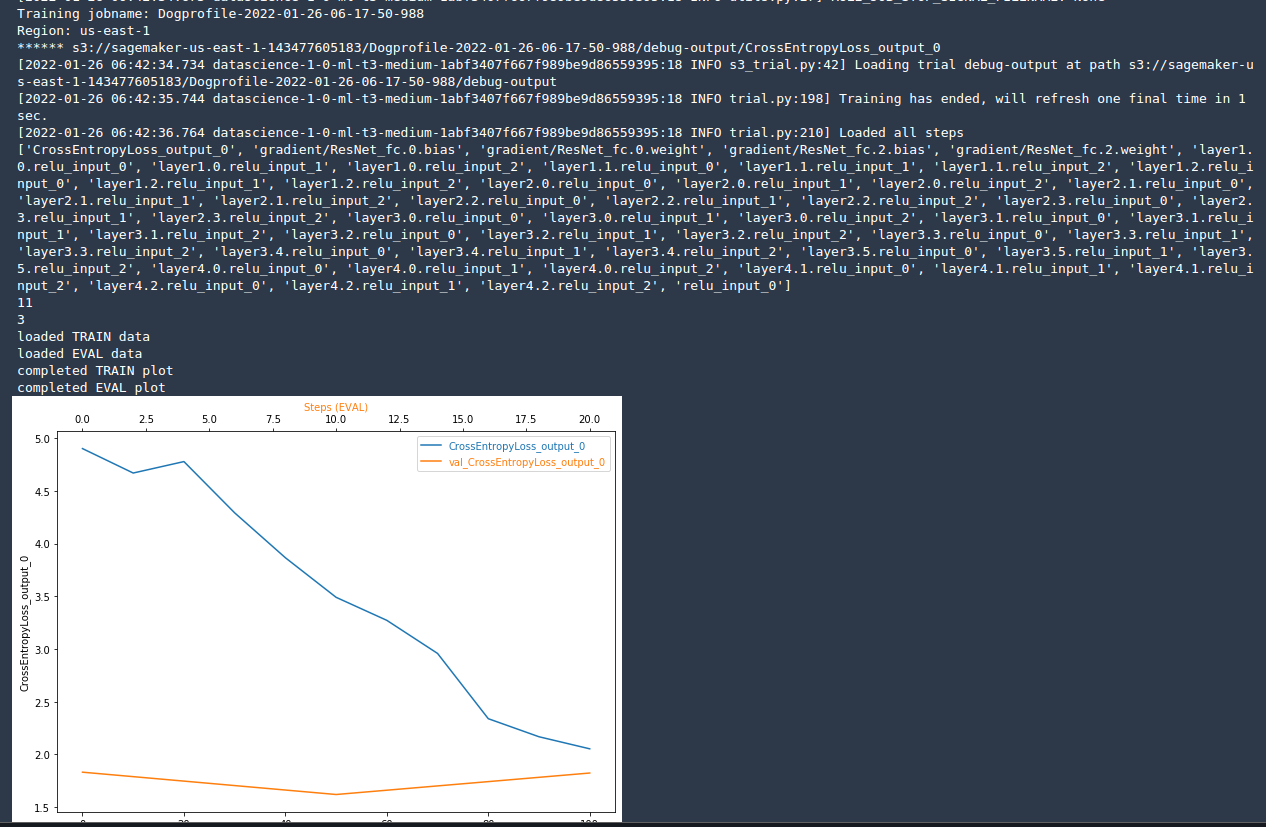 Training jobname: Dogprofile-2022-01-26-06-17-50-988
Region: us-east-1
****** s3://sagemaker-us-east-1-143477605183/Dogprofile-2022-01-26-06-17-50-988/debug-output/CrossEntropyLoss_output_0
[2022-01-26 06:42:34.734 datascience-1-0-ml-t3-medium-1abf3407f667f989be9d86559395:18 INFO s3_trial.py:42] Loading trial debug-output at path s3://sagemaker-u
s-east-1-143477605183/Dogprofile-2022-01-26-06-17-50-988/debug-output
[2022-01-26 06:42:35.744 datascience-1-0-ml-t3-medium-1abf3407f667f989be9d86559395:18 INFO trial.py:198] Training has ended, will refresh one final time in 1
sec.
[2022-01-26 06:42:36.764 datascience-1-0-ml-t3-medium-1abf3407f667f989be9d86559395:18 INFO trial.py:210] Loaded all steps
['CrossEntropyLoss_output_0', 'gradient/ResNet_fc.0.bias', 'gradient/ResNet_fc.0.weight', 'gradient/ResNet_fc.2.bias', 'gradient/ResNet_fc.2.weight', 'layer1.
0.relu_input_0', 'layer1.0.relu_input_1', 'layer1.0.relu_input_2', 'layer1.1.relu_input_0', 'layer1.1.relu_input_1', 'layer1.1.relu_input_2', 'layer1.2.relu_i
nput_0', 'layer1.2.relu_input_1', 'layer1.2.relu_input_2', 'layer2.0.relu_input_0', 'layer2.0.relu_input_1', 'layer2.0.relu_input_2', 'layer2.1.relu_input_0',
'layer2.1.relu_input_1', 'layer2.1.relu_input_2', 'layer2.2.relu_input_0', 'layer2.2.relu_input_1', 'layer2.2.relu_input_2', 'layer2.3.relu_input_0', 'layer2.
3.relu_input_1', 'layer2.3.relu_input_2', 'layer3.0.relu_input_0', 'layer3.0.relu_input_1', 'layer3.0.relu_input_2', 'layer3.1.relu_input_0', 'layer3.1.relu_i
nput_1', 'layer3.1.relu_input_2', 'layer3.2.relu_input_0', 'layer3.2.relu_input_1', 'layer3.2.relu_input_2', 'layer3.3.relu_input_0', 'layer3.3.relu_input_1',
'layer3.3.relu_input_2', 'layer3.4.relu_input_0', 'layer3.4.relu_input_1', 'layer3.4.relu_input_2', 'layer3.5.relu_input_0', 'layer3.5.relu_input_1', 'layer3.
5.relu_input_2', 'layer4.0.relu_input_0', 'layer4.0.relu_input_1', 'layer4.0.relu_input_2', 'layer4.1.relu_input_0', 'layer4.1.relu_input_1', 'layer4.1.relu_i
nput_2', 'layer4.2.relu_input_0', 'layer4.2.relu_input_1', 'layer4.2.relu_input_2', 'relu_input_0']
11
3
loaded TRAIN data
loaded EVAL data
completed TRAIN plot
completed EVAL plot
Steps (EVAL)
0.0 2.5 5.0 7.5 10.0 12.5 15.0 17.5 20.0
CrossEntropyLoss_output_0
val_CrossEntropyLoss_output_0
CrossEntropyLoss_output_0
5.0
4.5
4.0
3.5
3.0
2.5
2.0
1.5